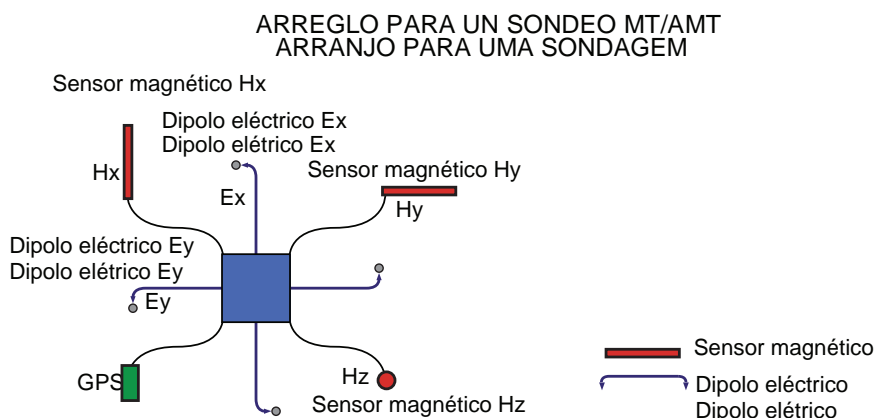 ARREGLO PARA UN SONDEO MT/AMT
ARRANJO PARA UMA SONDAGEM
Sensor magnético Hx
Dipolo eléctrico Ex
Dipolo elétrico Ex
Hx
Ex
Sensor magnético Hy
Hy
Dipolo eléctrico Ey
Dipolo elétrico Ey
Ey
GPS
Hz
Sensor magnético Hz
Sensor magnético
Dipolo eléctrico
Dipolo elétrico